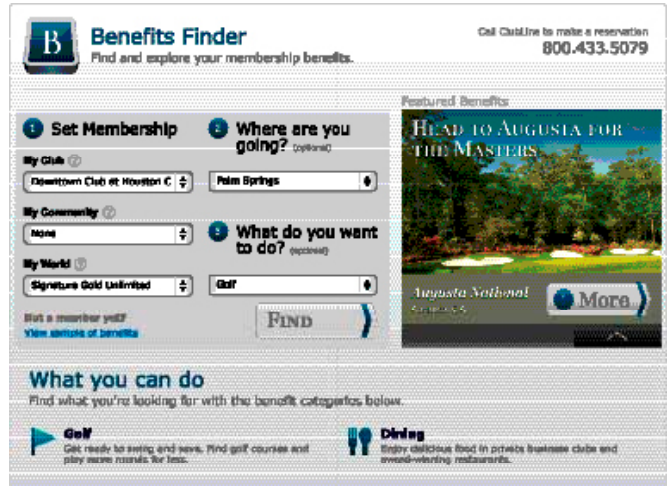 B
Benefits Finder
Find and explore your membership benefits.
Call ClubLine to make a reservation
800.433.5079
Featured Benefits
1 Set Membership
My Club ?
Downtown Club at Houston C
My Community ?
None
My World ?
Signature Gold Unlimited
Not a member yet?
View sample of benefits
2 Where are you
going? (optional)
Palm Springs
3 What do you want
to do? (optional)
Golf
FIND
HEAD TO AUGUSTA FOR
THE MASTERS
Augusta National
Augusta, GA
More
What you can do
Find what you're looking for with the benefit categories below.
Golf
Get ready to swing and save. Find golf courses and
play more rounds for less.
Dining
Enjoy delicious food in private business clubs and
award-winning restaurants.